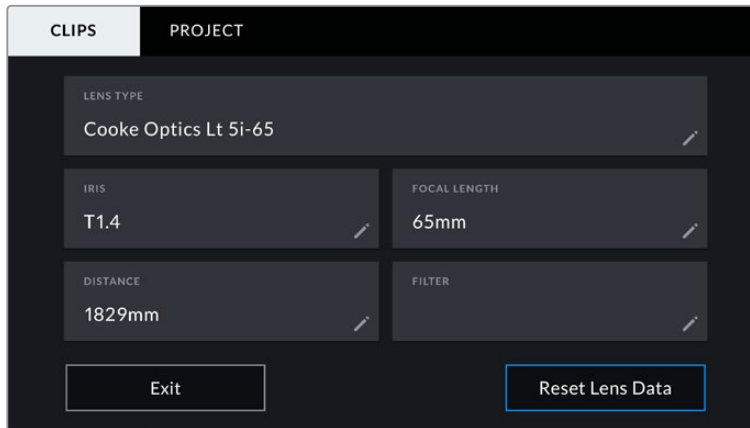 CLIPS PROJECT
LENS TYPE
Cooke Optics Lt 5i-65
IRIS FOCAL LENGTH
T1.4 65mm
DISTANCE FILTER
1829mm
Exit Reset Lens Data